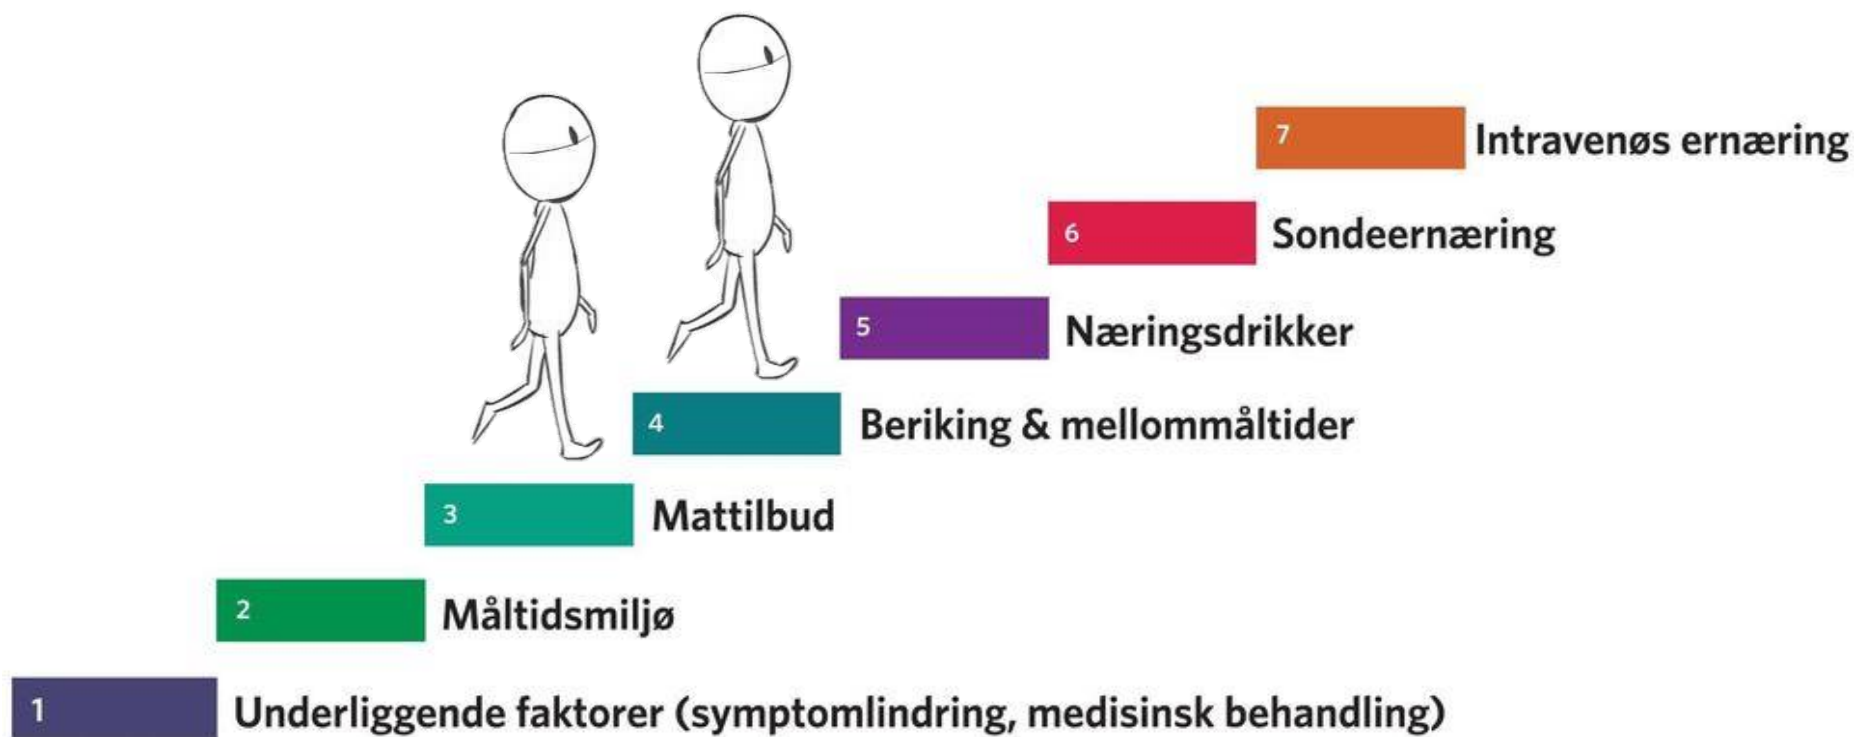 7 Intravenøs ernæring
6 Sondeernæring
5 Næringsdrikker
4 Beriking & mellommåltider
3 Mattilbud
2 Måltidsmiljø
1 Underliggende faktorer (symptomlindring, medisinsk behandling)